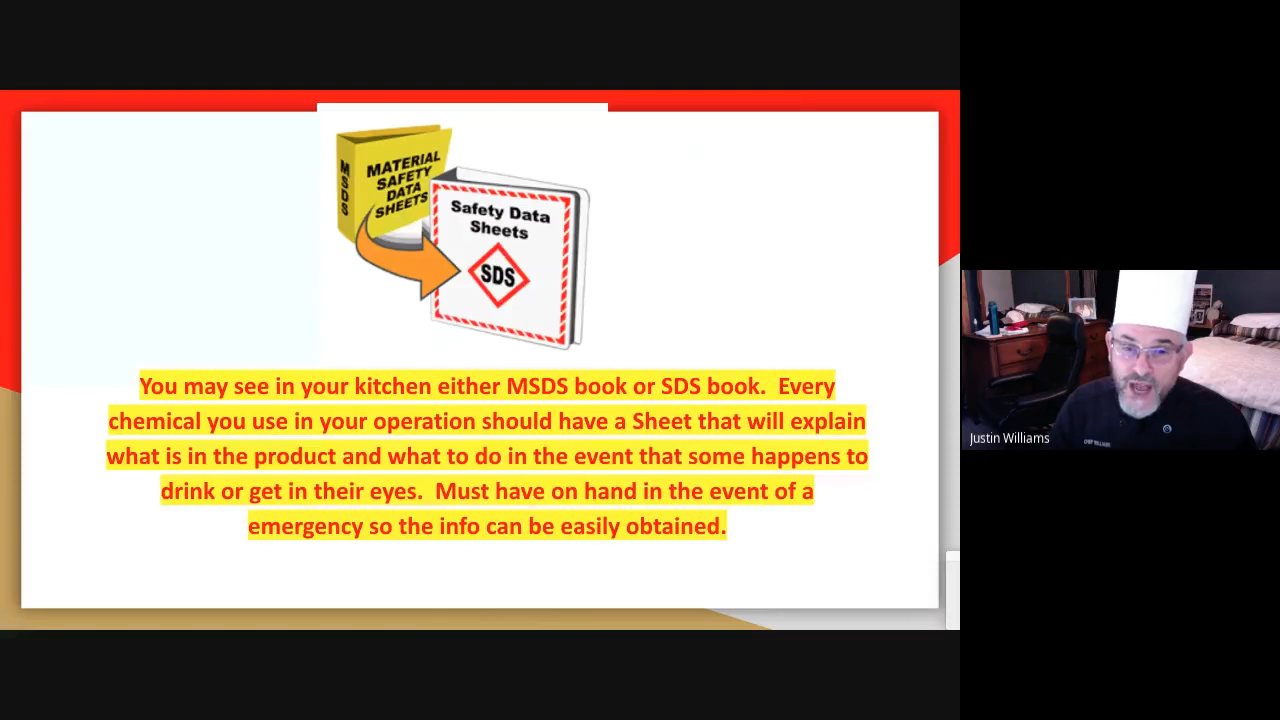 MSDS
MATERIAL
SAFETY
DATA
SHEETS
Safety Data
Sheets
SDS
You may see in your kitchen either MSDS book or SDS book.  Every
chemical you use in your operation should have a Sheet that will explain
what is in the product and what to do in the event that some happens to
drink or get in their eyes.  Must have on hand in the event of a
emergency so the info can be easily obtained.
Justin Williams
CHEF WILLIAMS